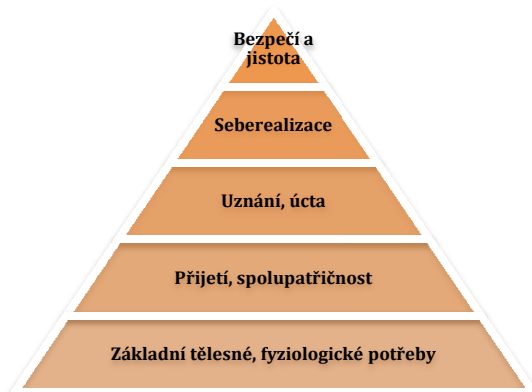 Bezpečí a
jistota
Seberealizace
Uznání, úcta
Přijetí, spolupatřičnost
Základní tělesné, fyziologické potřeby